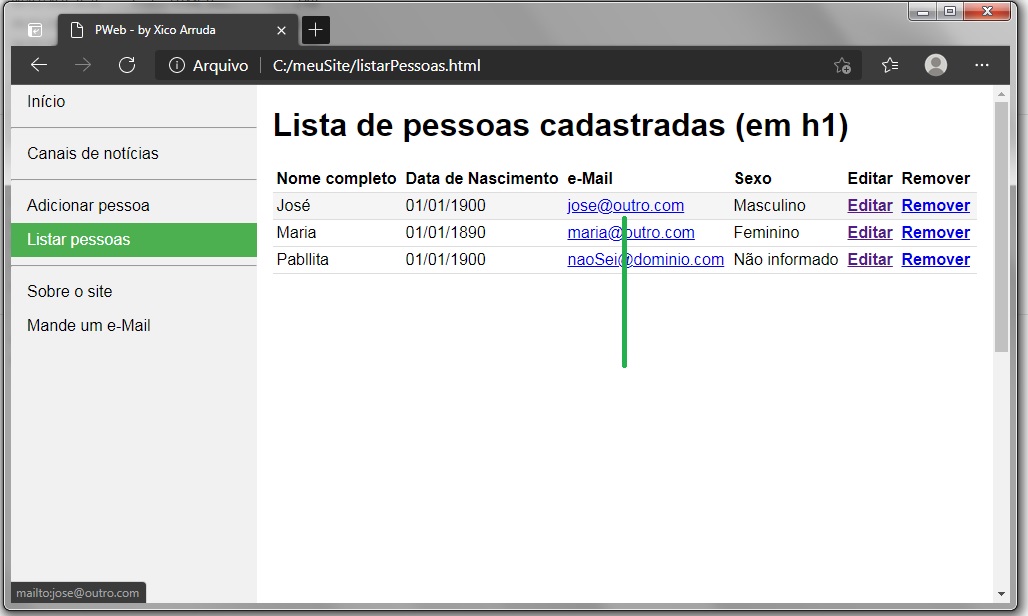 PWeb - by Xico Arruda
Arquivo C:/meuSite/listarPessoas.html
Início
Canais de notícias
Adicionar pessoa
Listar pessoas
Sobre o site
Mande um e-Mail
Lista de pessoas cadastradas (em h1)
Nome completo Data de Nascimento e-Mail Sexo Editar Remover
José 01/01/1900 jose@outro.com Masculino Editar Remover
Maria 01/01/1890 maria@outro.com Feminino Editar Remover
Pabllita 01/01/1900 naoSei@dominio.com Não informado Editar Remover
mailto:jose@outro.com